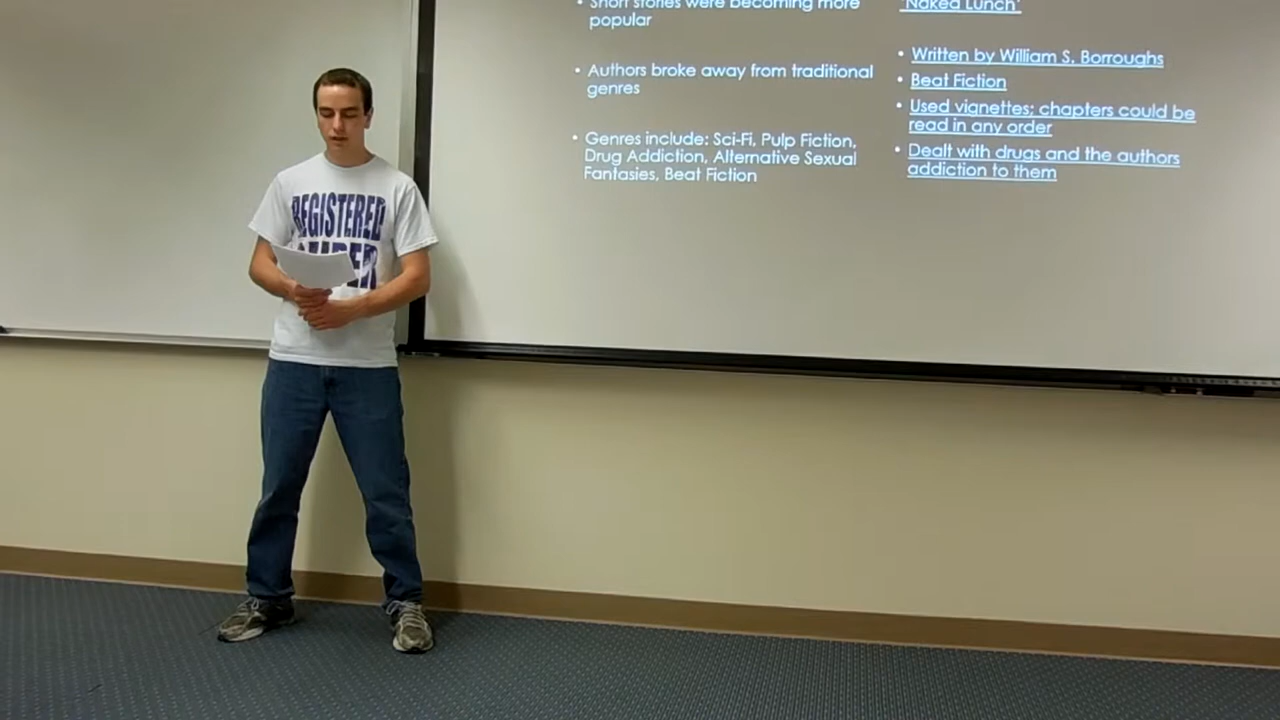 Short stories were becoming more
popular
• Authors broke away from traditional
genres
• Genres include: Sci-Fi, Pulp Fiction,
Drug Addiction, Alternative Sexual
Fantasies, Beat Fiction
'Naked Lunch'
• Written by William S. Borroughs
• Beat Fiction
• Used vignettes; chapters could be
read in any order
• Dealt with drugs and the authors
addiction to them
REGISTERED